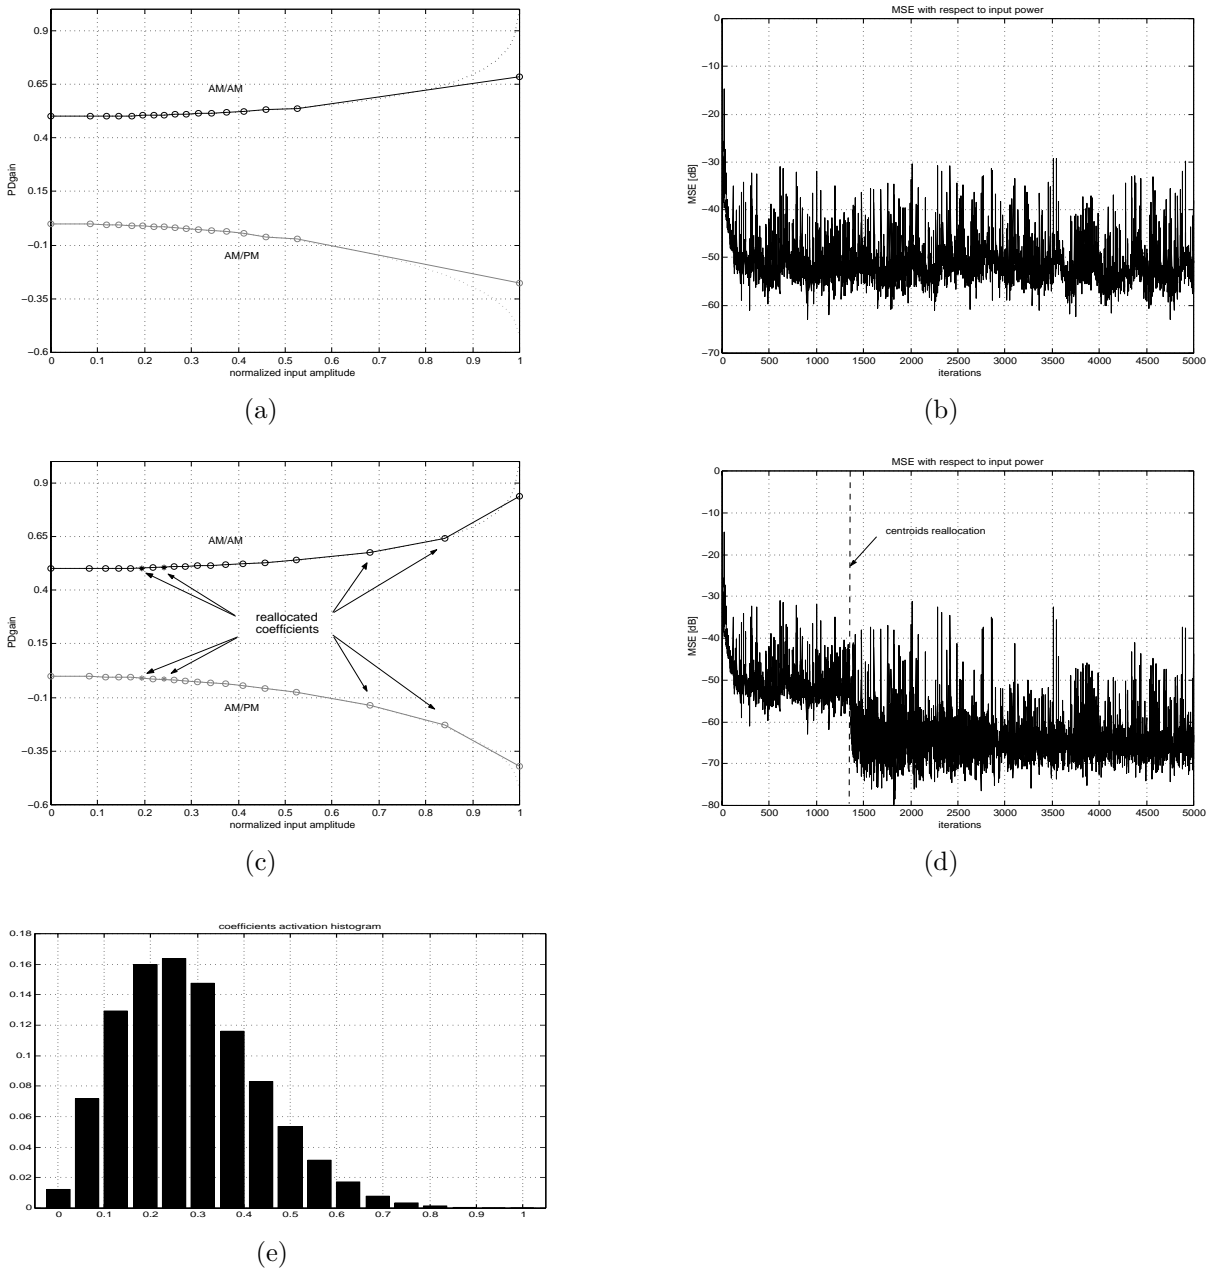 0.9
0.65
0.4
0.15
−0.1
−0.35
−0.6
PDgain
AM/AM
AM/PM
0 0.1 0.2 0.3 0.4 0.5 0.6 0.7 0.8 0.9 1
normalized input amplitude
(a)
MSE with respect to input power
0
−10
−20
−30
−40
−50
−60
−70
MSE [dB]
0 500 1000 1500 2000 2500 3000 3500 4000 4500 5000
iterations
(b)
0.9
0.65
0.4
0.15
−0.1
−0.35
−0.6
PDgain
AM/AM
reallocated
coefficients
AM/PM
0 0.1 0.2 0.3 0.4 0.5 0.6 0.7 0.8 0.9 1
normalized input amplitude
(c)
MSE with respect to input power
0
−10
−20
−30
−40
−50
−60
−70
−80
MSE [dB]
centroids reallocation
0 500 1000 1500 2000 2500 3000 3500 4000 4500 5000
iterations
(d)
coefficients activation histogram
0.18
0.16
0.14
0.12
0.1
0.08
0.06
0.04
0.02
0
0 0.1 0.2 0.3 0.4 0.5 0.6 0.7 0.8 0.9 1
(e)